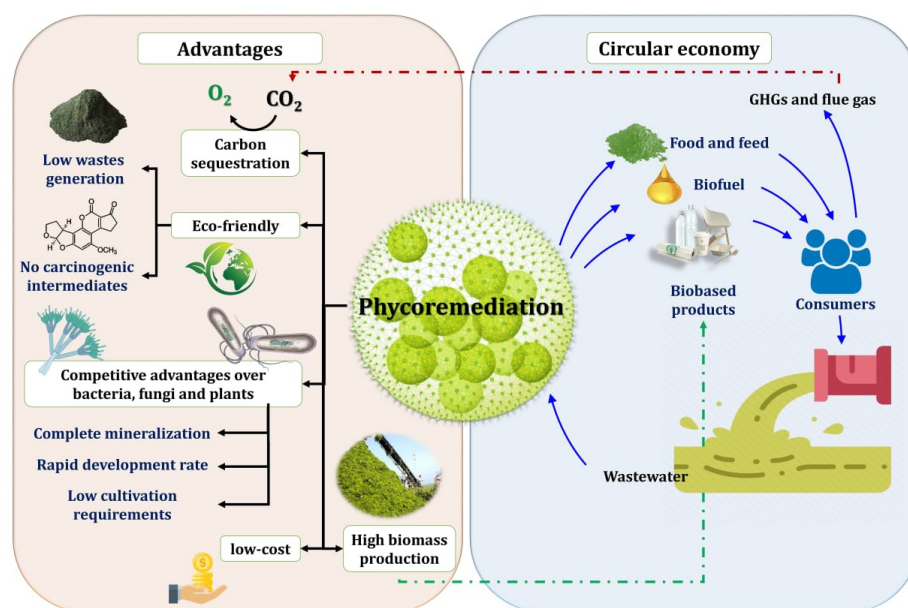 Advantages
O₂
CO₂
Carbon
sequestration
Low wastes
generation
Eco-friendly
O
O
O
O
H
H
OCH₃
No carcinogenic
intermediates
Competitive advantages over
bacteria, fungi and plants
Complete mineralization
Rapid development rate
Low cultivation
requirements
low-cost
High biomass
production
Phycoremediation
Circular economy
GHGs and flue gas
Food and feed
Biofuel
Biobased
products
Consumers
Wastewater